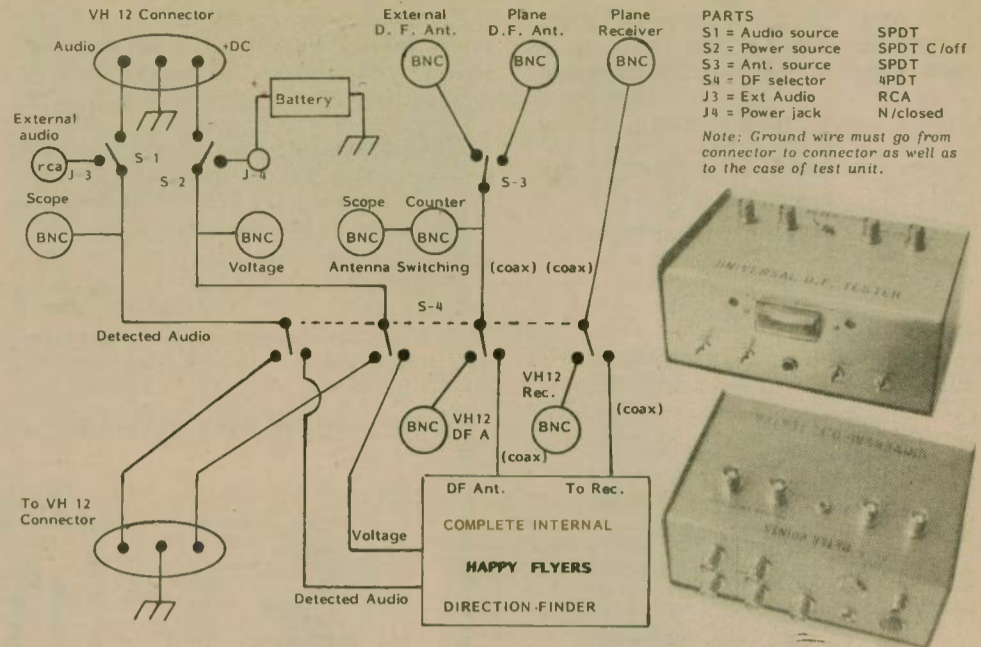 VH 12 Connector
Audio
+DC
External
D. F. Ant.
Plane
D.F. Ant.
Plane
Receiver
BNC
BNC
BNC
+
-
Battery
PARTS
S1 = Audio source SPDT
S2 = Power source SPDT C/off
S3 = Ant. source SPDT
S4 = DF selector 4PDT
J3 = Ext Audio RCA
J4 = Power jack N/closed
Note: Ground wire must go from
connector to connector as well as
to the case of test unit.
External
audio
rca
J-3
S-1
S-2
J-4
S-3
Scope
BNC
BNC
Voltage
Scope
Counter
BNC
BNC
Antenna Switching
(coax)
(coax)
S-4
Detected Audio
VH12
DF A
BNC
VH12
Rec.
BNC
(coax)
(coax)
To VH 12
Connector
Voltage
Detected Audio
DF Ant.
To Rec.
COMPLETE INTERNAL
HAPPY FLYERS
DIRECTION-FINDER
UNIVERSAL D.F. TESTER
UNIVERSAL D.F. TESTER
METER POINTS